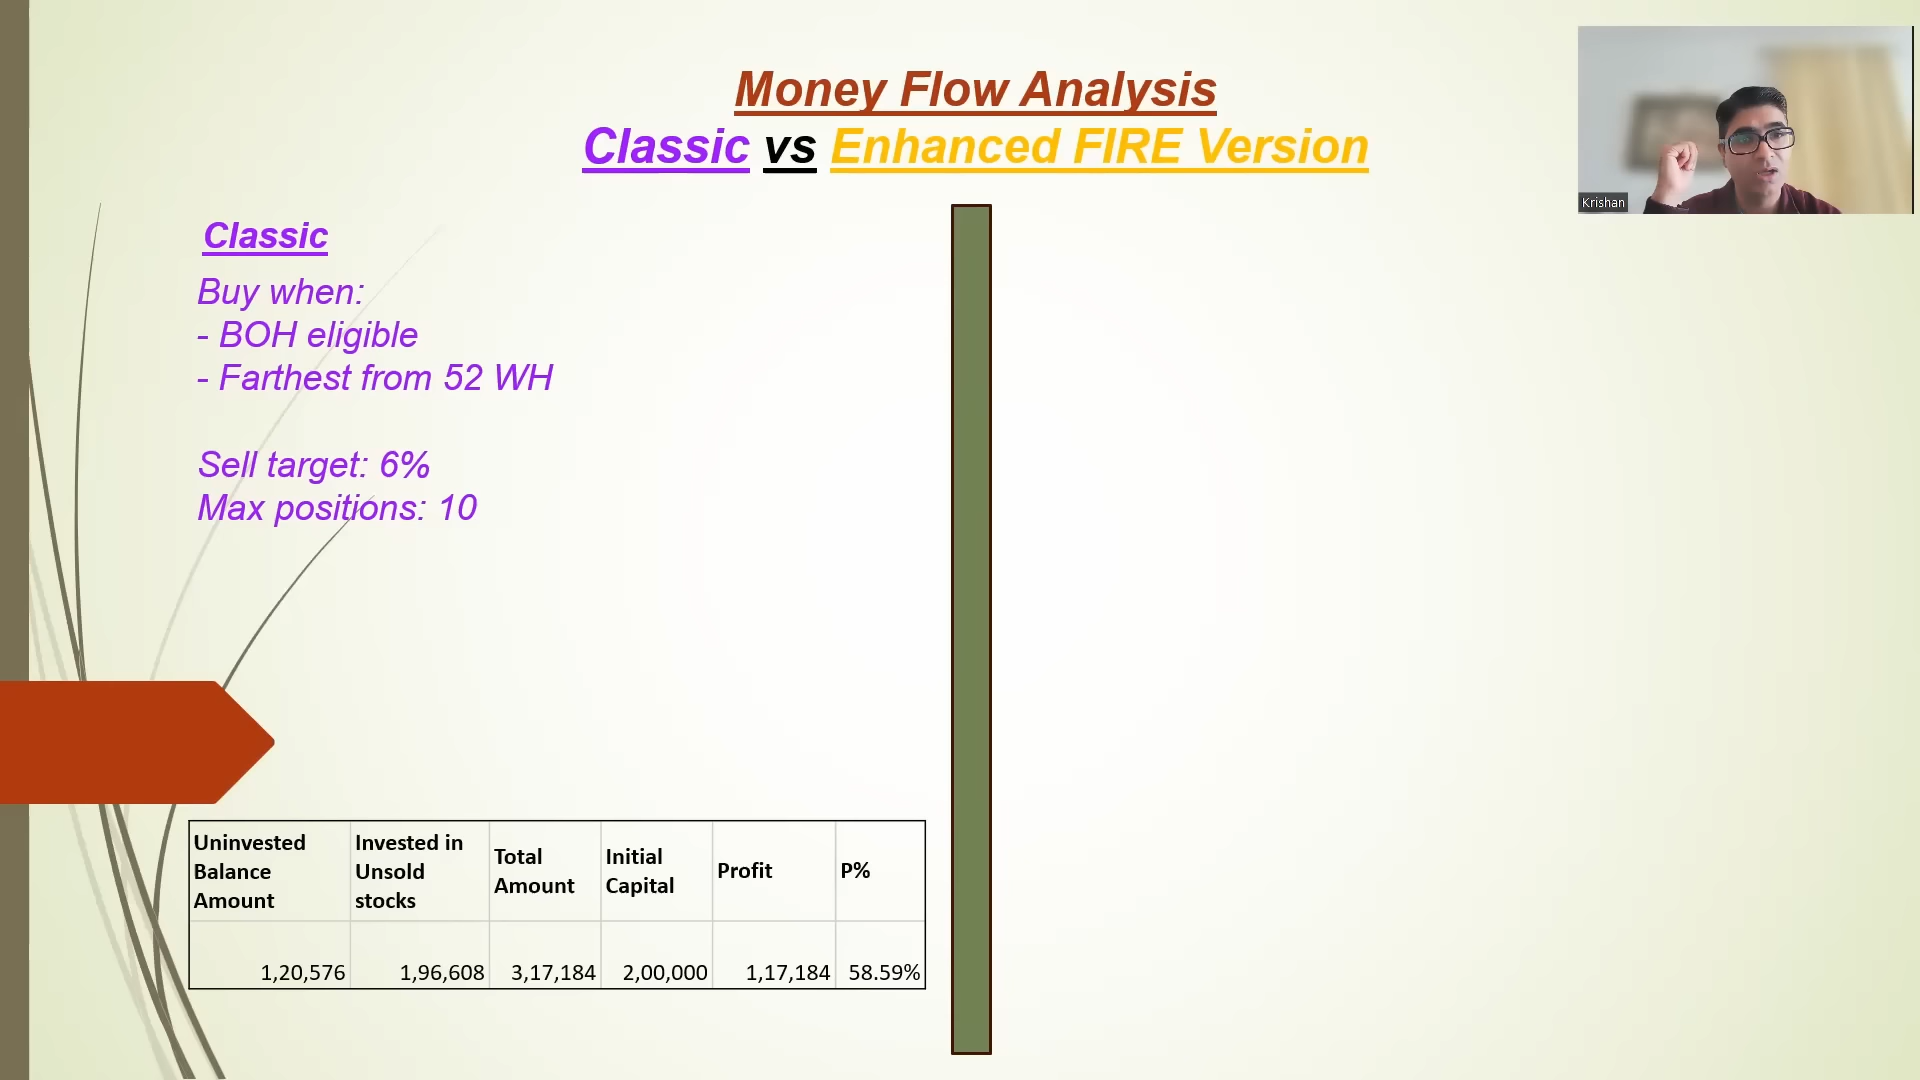 Money Flow Analysis
Classic vs Enhanced FIRE Version
Krishan
Classic
Buy when:
- BOH eligible
- Farthest from 52 WH
Sell target: 6%
Max positions: 10
Uninvested Balance Amount
Invested in Unsold stocks
Total Amount
Initial Capital
Profit
P%
1,20,576
1,96,608
3,17,184
2,00,000
1,17,184
58.59%